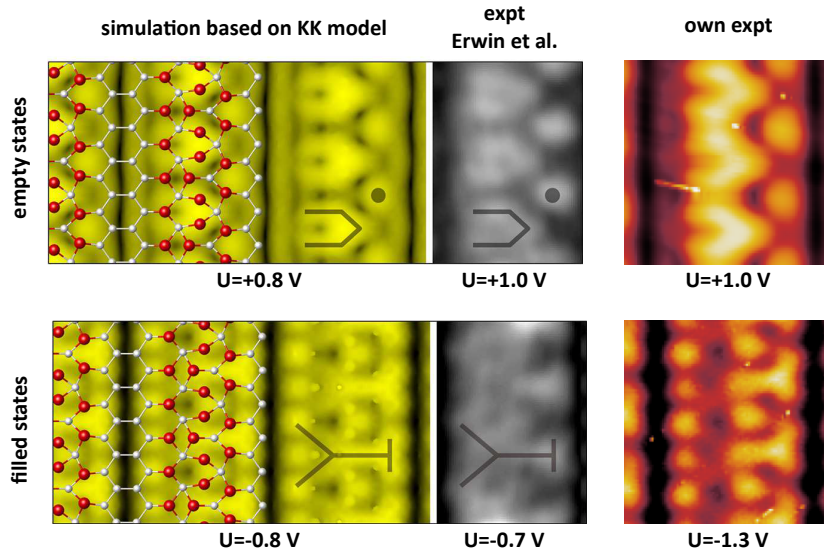 simulation based on KK model
expt
Erwin et al.
own expt
empty states
U=+0.8 V
U=+1.0 V
U=+1.0 V
filled states
U=-0.8 V
U=-0.7 V
U=-1.3 V